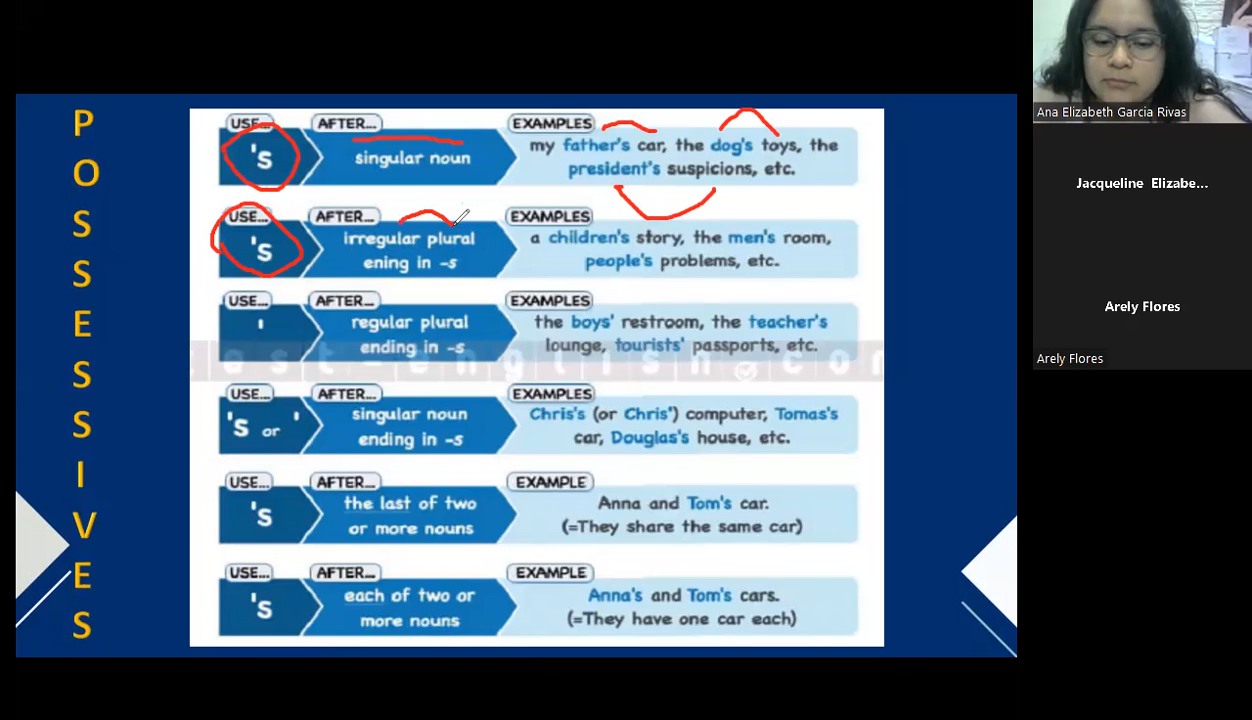 POSSESSIVES
USE... AFTER... EXAMPLES
's singular noun my father's car, the dog's toys, the
president's suspicions, etc.
USE... AFTER... EXAMPLES
's irregular plural a children's story, the men's room,
ening in -s people's problems, etc.
USE... AFTER... EXAMPLES
' regular plural the boys' restroom, the teacher's
ending in -s lounge, tourists' passports, etc.
test-english.com
USE... AFTER... EXAMPLES
's or ' singular noun Chris's (or Chris') computer, Tomas's
ending in -s car, Douglas's house, etc.
USE... AFTER... EXAMPLE
's the last of two Anna and Tom's car.
or more nouns (=They share the same car)
USE... AFTER... EXAMPLE
's each of two or Anna's and Tom's cars.
more nouns (=They have one car each)
Ana Elizabeth Garcia Rivas
Jacqueline Elizabe...
Arely Flores
Arely Flores